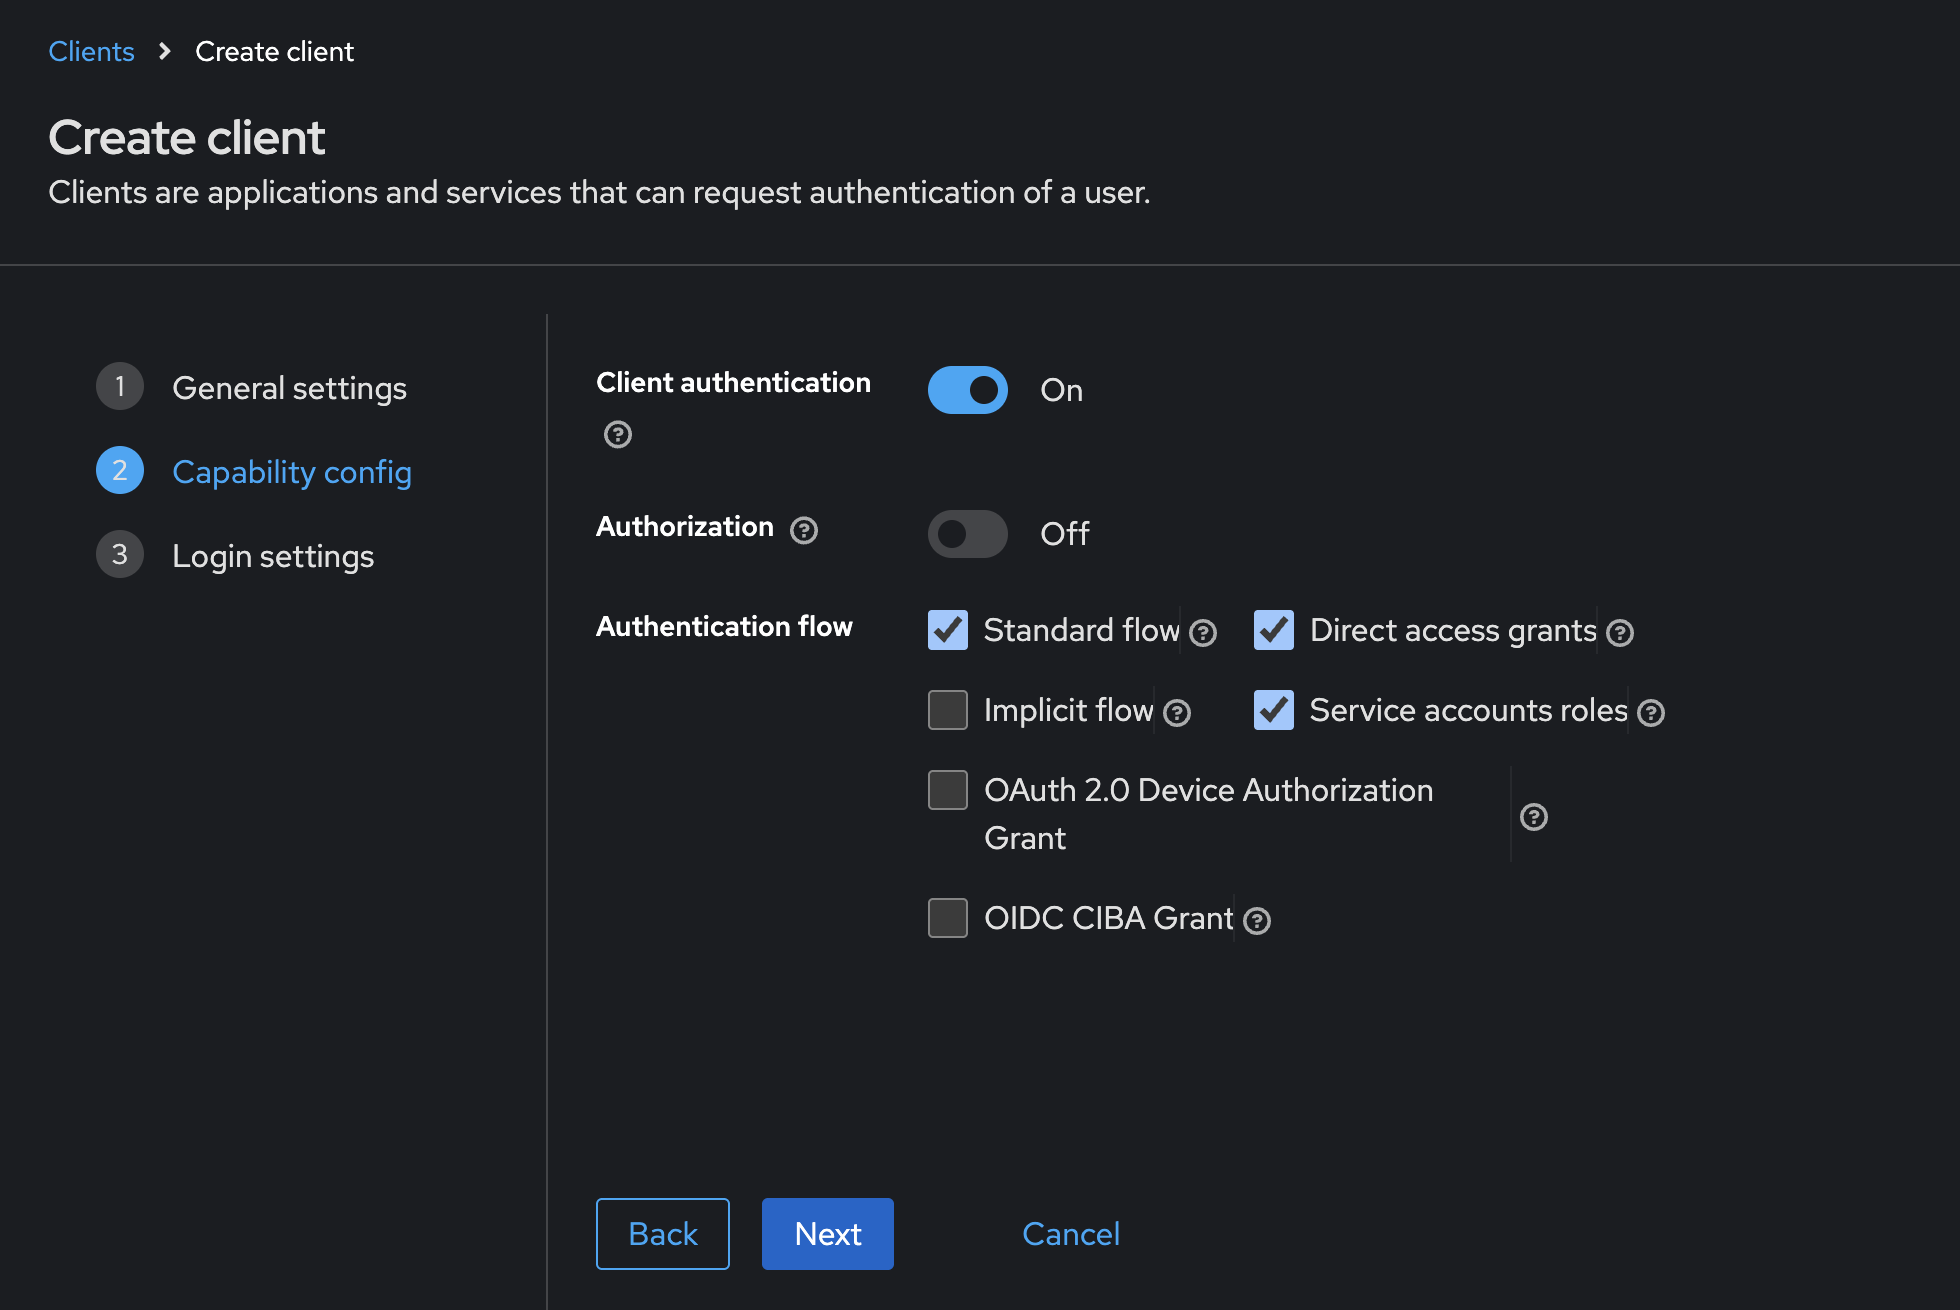 Clients > Create client
Create client
Clients are applications and services that can request authentication of a user.
1 General settings
2 Capability config
3 Login settings
Client authentication
On
Authorization
Off
Authentication flow
Standard flow
Direct access grants
Implicit flow
Service accounts roles
OAuth 2.0 Device Authorization
Grant
OIDC CIBA Grant
Back
Next
Cancel